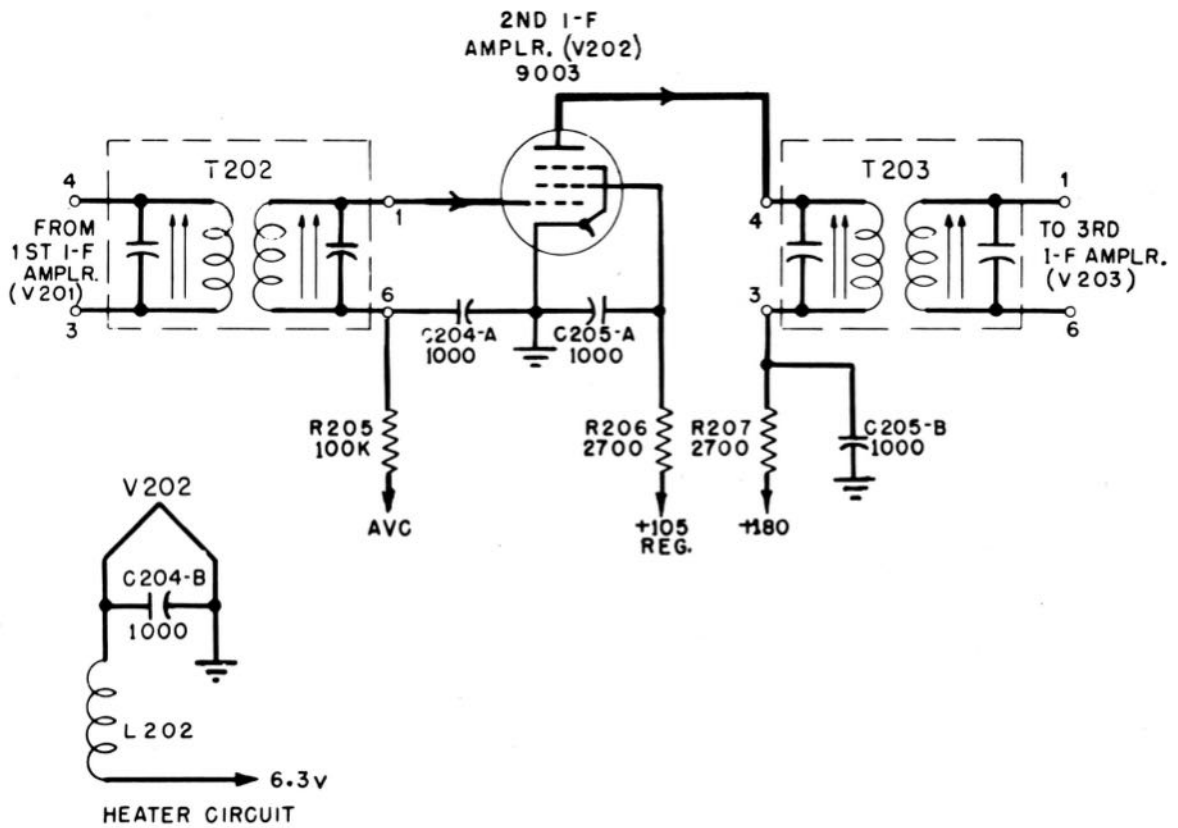 2ND I-F
AMPLR. (V202)
9003
T202
T203
4
1
4
1
FROM
1ST I-F
AMPLR.
(V201)
TO 3RD
I-F AMPLR.
(V203)
3
6
3
6
C204-A
1000
C205-A
1000
R205
100K
R206
2700
R207
2700
C205-B
1000
AVC
+105
REG.
+180
V202
C204-B
1000
L202
6.3V
HEATER CIRCUIT